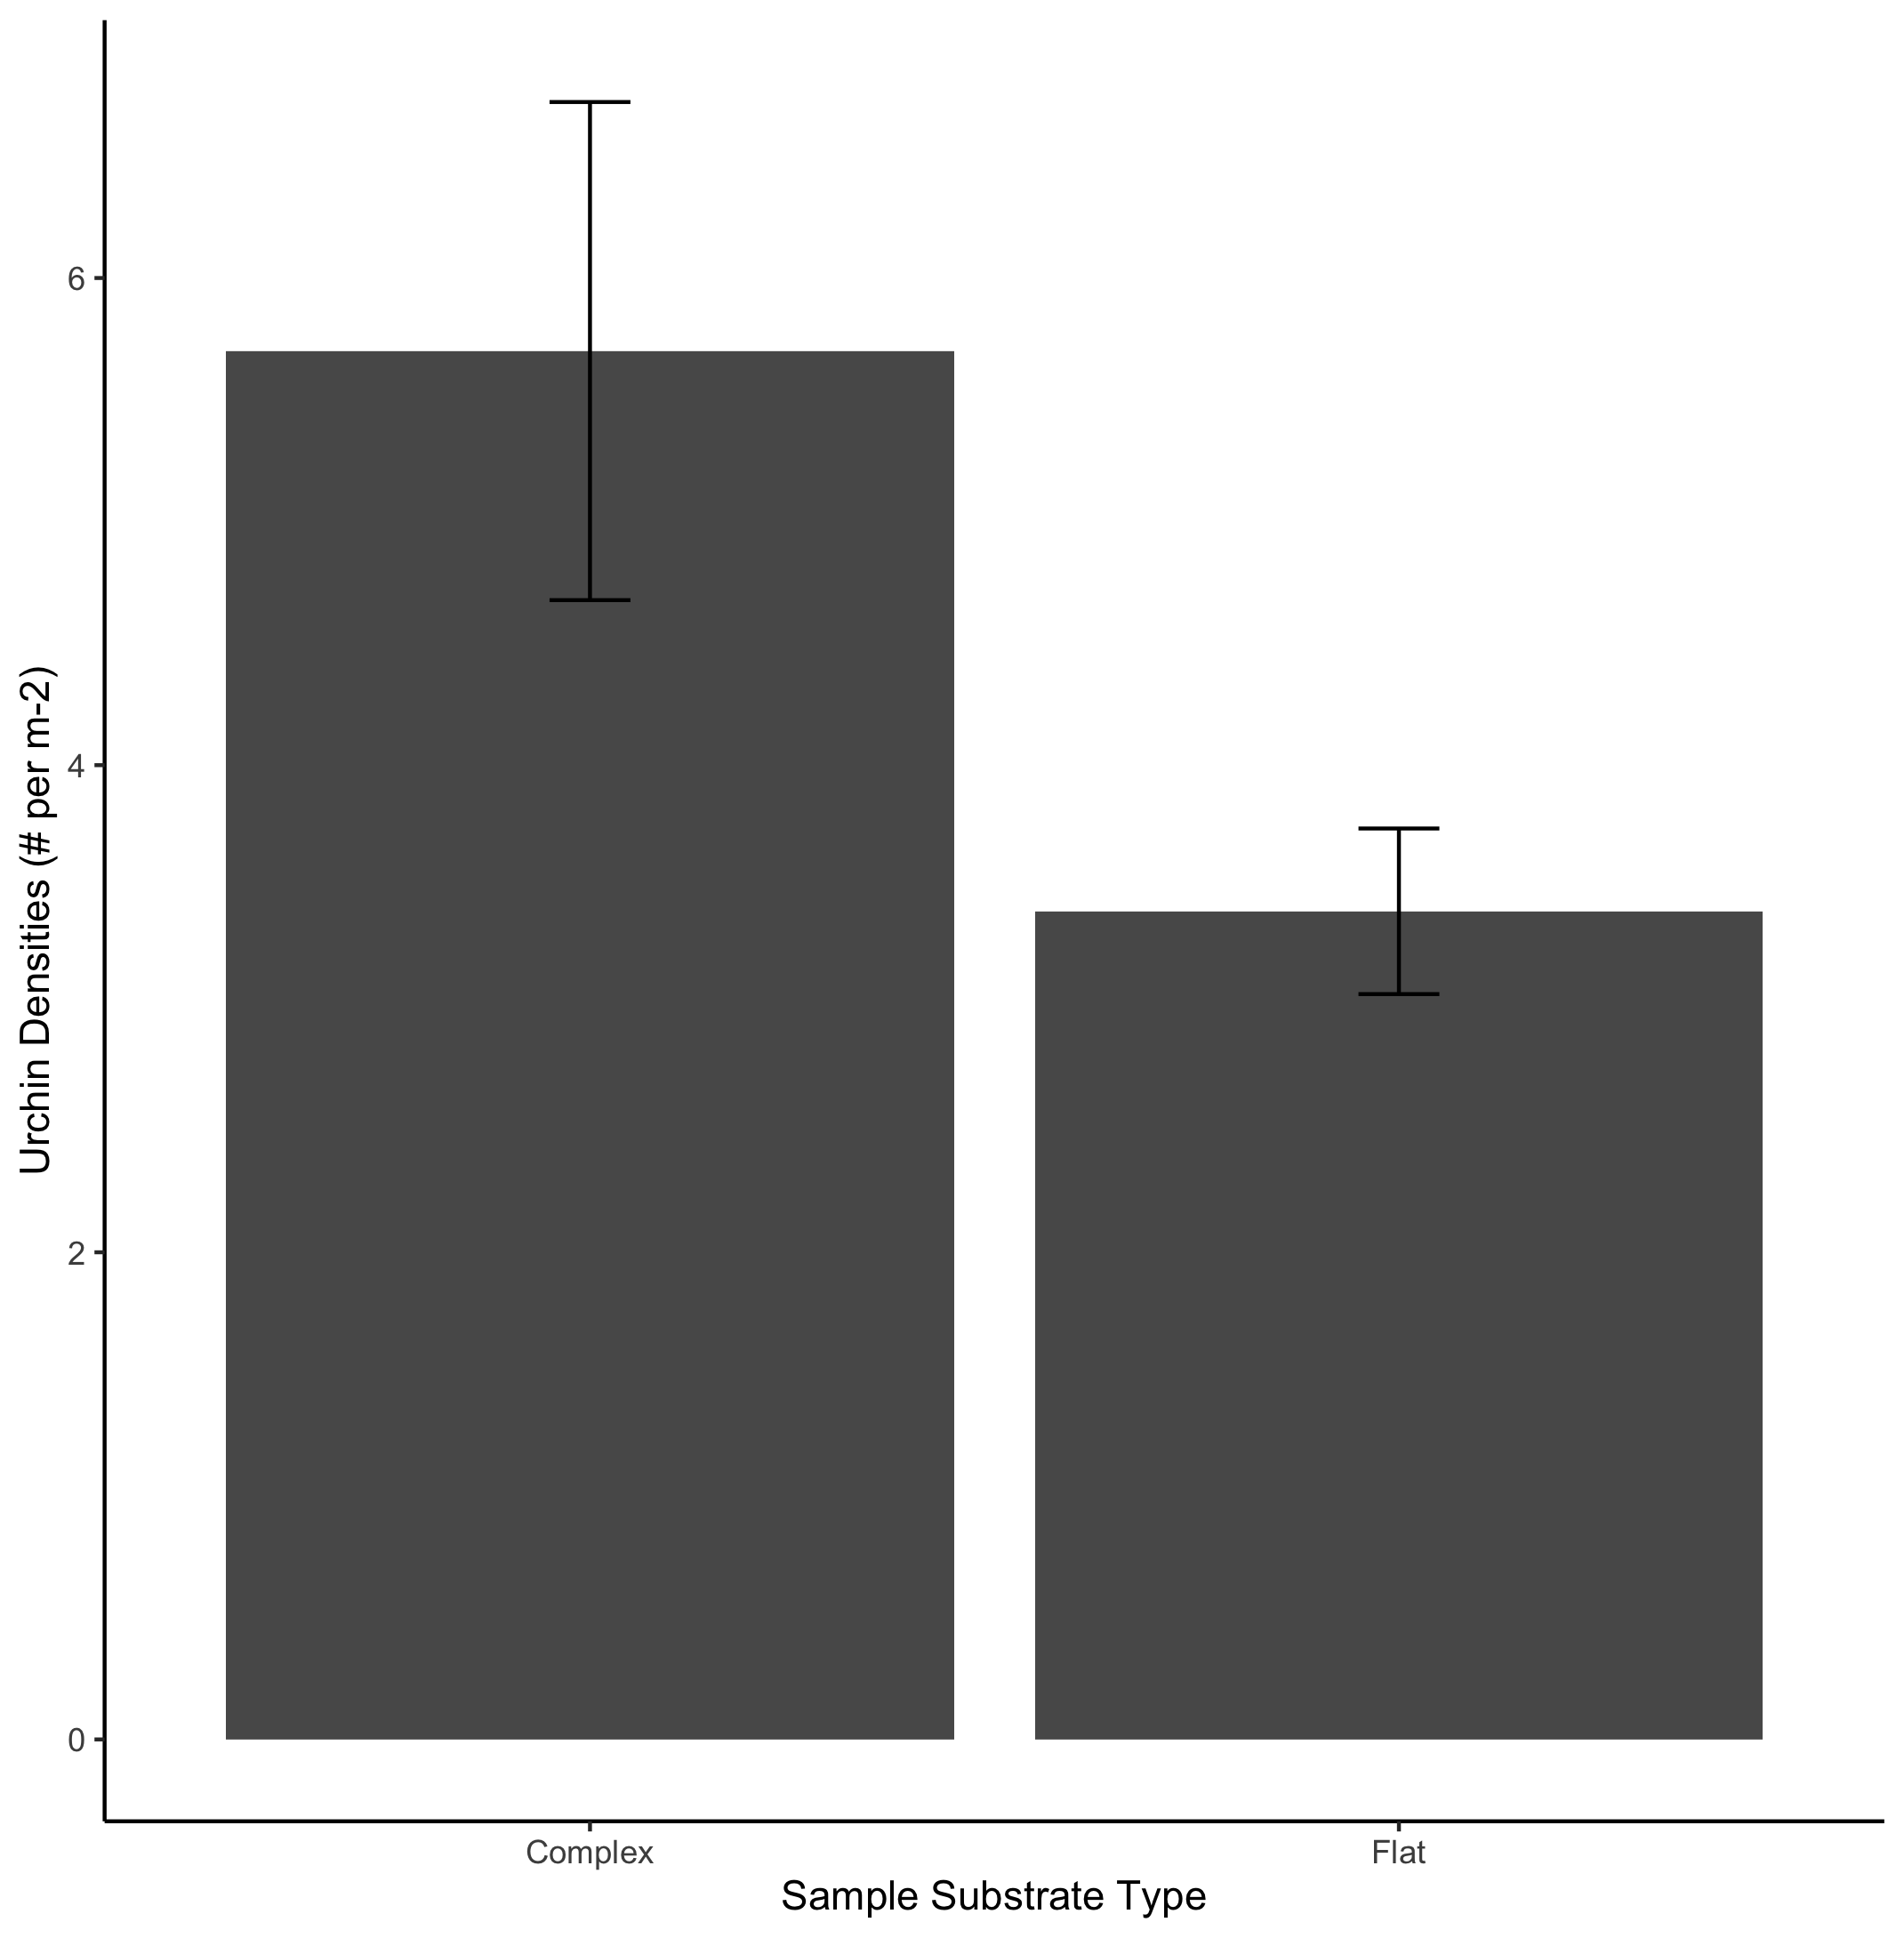 Urchin Densities (# per m-2)
6
4
2
0
Complex
Flat
Sample Substrate Type